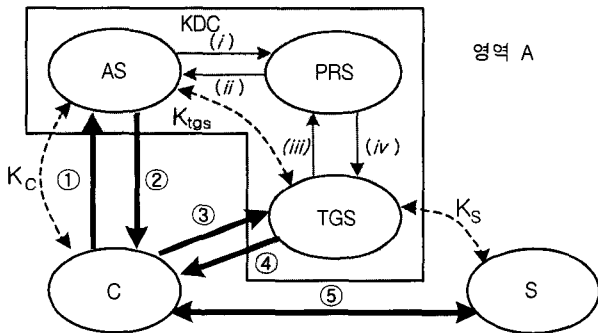 KDC
영역 A
AS
(i)
(ii)
PRS
Ktgs
(iii)
(iv)
KC
①
②
③
④
TGS
KS
C
⑤
S